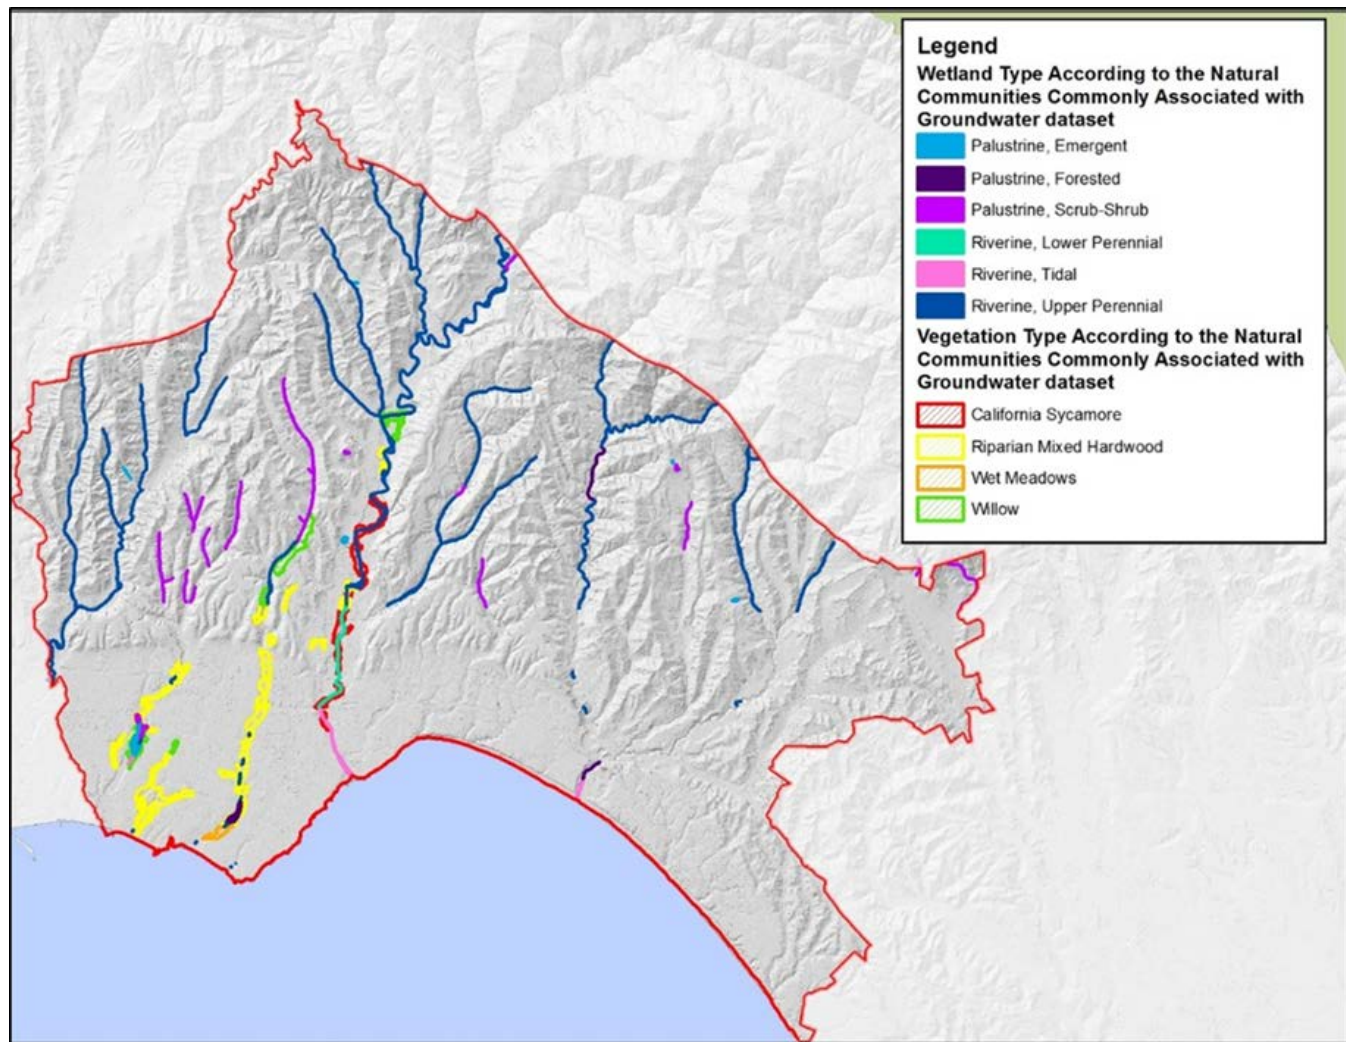 Legend
Wetland Type According to the Natural
Communities Commonly Associated with
Groundwater dataset
Palustrine, Emergent
Palustrine, Forested
Palustrine, Scrub-Shrub
Riverine, Lower Perennial
Riverine, Tidal
Riverine, Upper Perennial
Vegetation Type According to the Natural
Communities Commonly Associated with
Groundwater dataset
California Sycamore
Riparian Mixed Hardwood
Wet Meadows
Willow